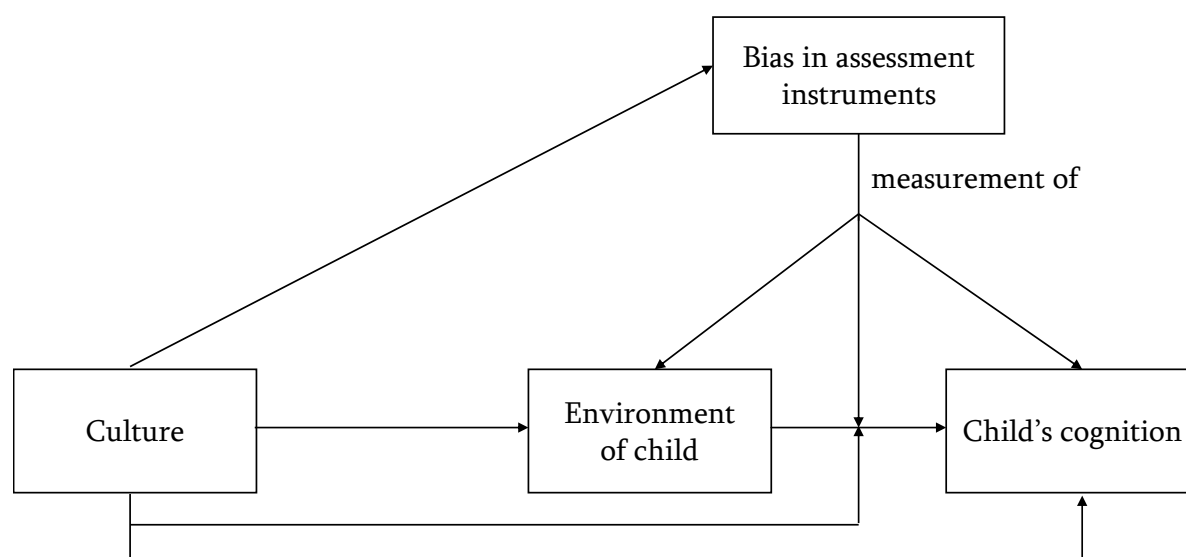 Bias in assessment
instruments
measurement of
Culture
Environment
of child
Child’s cognition